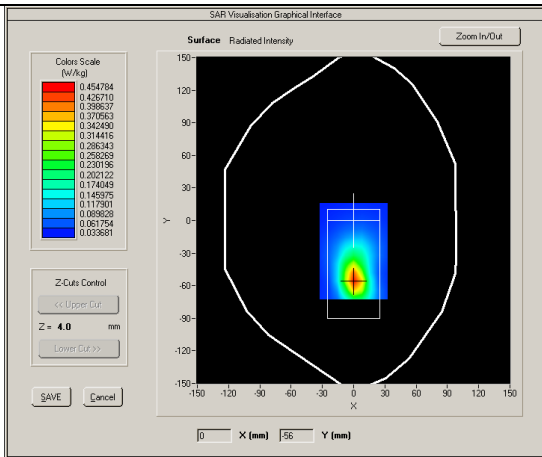 SAR Visualisation Graphical Interface
Surface Radiated Intensity
Zoom In/Out
Colors Scale
(W/kg)
0.454784
0.426710
0.398637
0.370563
0.342490
0.314416
0.286343
0.258269
0.230196
0.202122
0.174049
0.145975
0.117901
0.089828
0.061754
0.033681
Z-Cuts Control
<< Upper Cut
Z = 4.0 mm
Lower Cut >>
SAVE
Cancel
150-
120-
90-
60-
30-
0-
-30-
-60-
-90-
-120-
-150-
Y
-150 -120 -90 -60 -30 0 30 60 90 120 150
X
0 X (mm) -56 Y (mm)